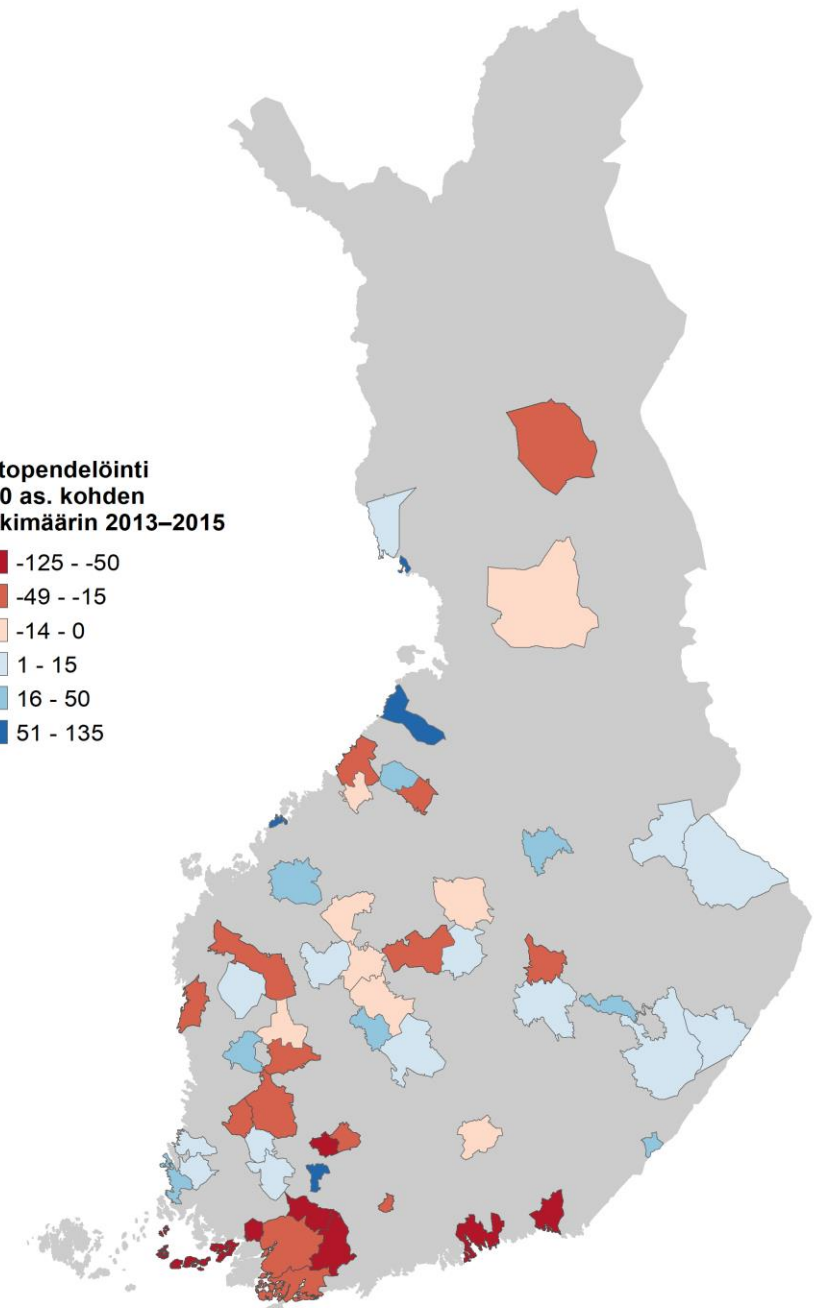 topendelöinti
0 as. kohden
kimäärin 2013–2015
-125 - -50
-49 - -15
-14 - 0
1 - 15
16 - 50
51 - 135